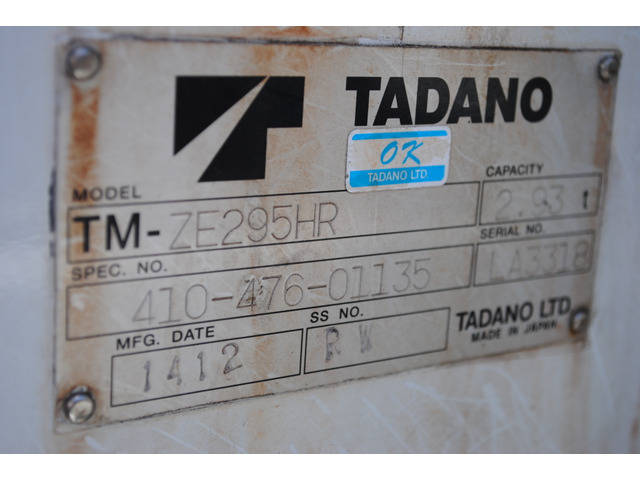 TADANO
OK
TADANO LTD.
MODEL
TM-ZE295HR
CAPACITY
2.93 t
SPEC. NO.
410-476-01135
SERIAL NO.
LA3318
MFG. DATE
1412
SS NO.
RW
TADANO LTD.
MADE IN JAPAN